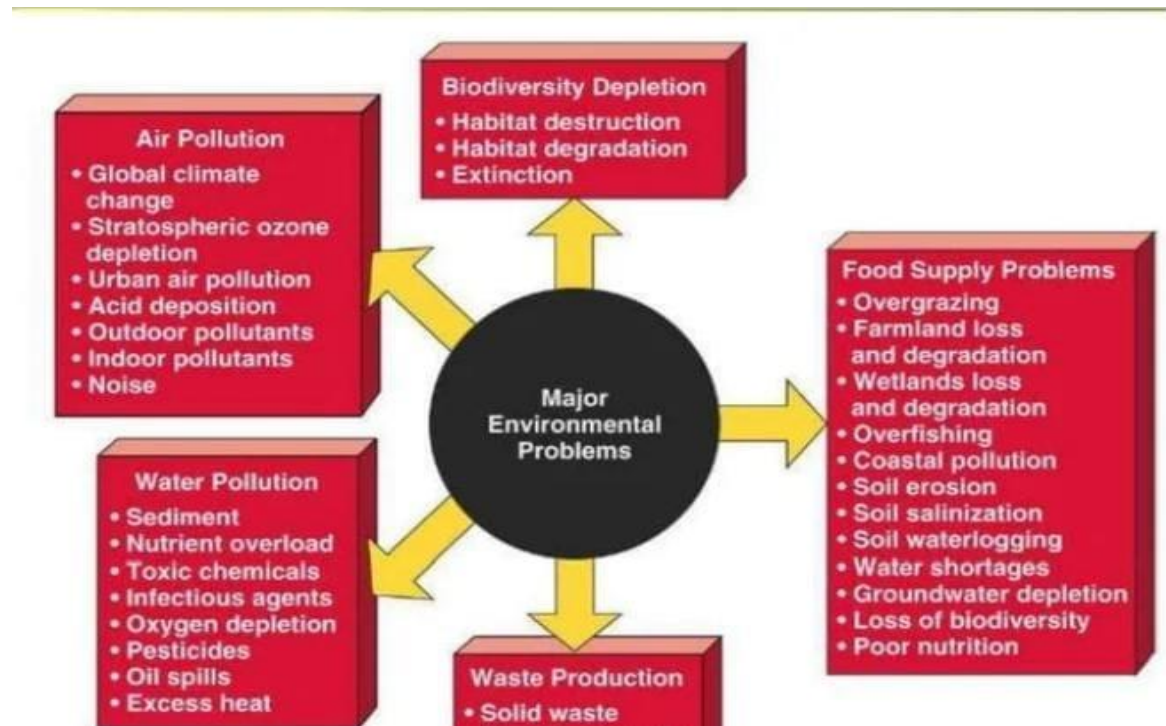 Biodiversity Depletion
• Habitat destruction
• Habitat degradation
• Extinction
Air Pollution
• Global climate
change
• Stratospheric ozone
depletion
• Urban air pollution
• Acid deposition
• Outdoor pollutants
• Indoor pollutants
• Noise
Major
Environmental
Problems
Food Supply Problems
• Overgrazing
• Farmland loss
and degradation
• Wetlands loss
and degradation
• Overfishing
• Coastal pollution
• Soil erosion
• Soil salinization
• Soil waterlogging
• Water shortages
• Groundwater depletion
• Loss of biodiversity
• Poor nutrition
Water Pollution
• Sediment
• Nutrient overload
• Toxic chemicals
• Infectious agents
• Oxygen depletion
• Pesticides
• Oil spills
• Excess heat
Waste Production
• Solid waste